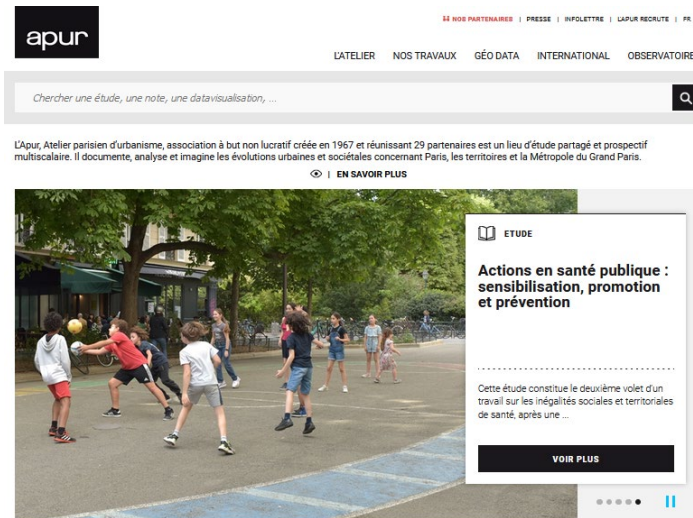 apur
NOS PARTENAIRES | PRESSE | INFOLETTRE | L'APUR RECRUTE | FR
L'ATELIER NOS TRAVAUX GÉO DATA INTERNATIONAL OBSERVATOIRE
Chercher une étude, une note, une datavisualisation, ...
L'Apur, Atelier parisien d'urbanisme, association à but non lucratif créée en 1967 et réunissant 29 partenaires est un lieu d'étude partagé et prospectif
multiscalaire. Il documente, analyse et imagine les évolutions urbaines et sociétales concernant Paris, les territoires et la Métropole du Grand Paris.
| EN SAVOIR PLUS
ETUDE
Actions en santé publique :
sensibilisation, promotion
et prévention
Cette étude constitue le deuxième volet d'un
travail sur les inégalités sociales et territoriales
de santé, après une ...
VOIR PLUS